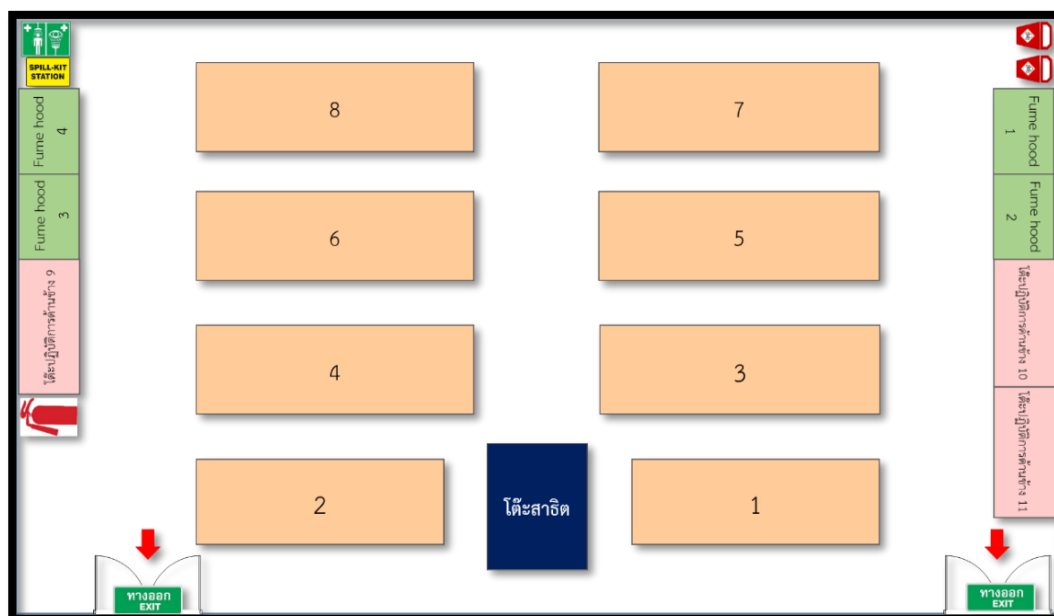 SPILL-KIT
STATION
8
7
Fume hood
4
Fume hood
1
6
5
Fume hood
3
Fume hood
2
4
3
โต๊ะปฏิบัติการด้านข้าง 9
โต๊ะปฏิบัติการด้านข้าง 10
2
โต๊ะสาธิต
1
โต๊ะปฏิบัติการด้านข้าง 11
ทางออก
EXIT
ทางออก
EXIT